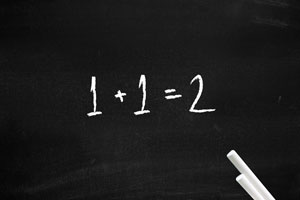 1 + 1 = 2